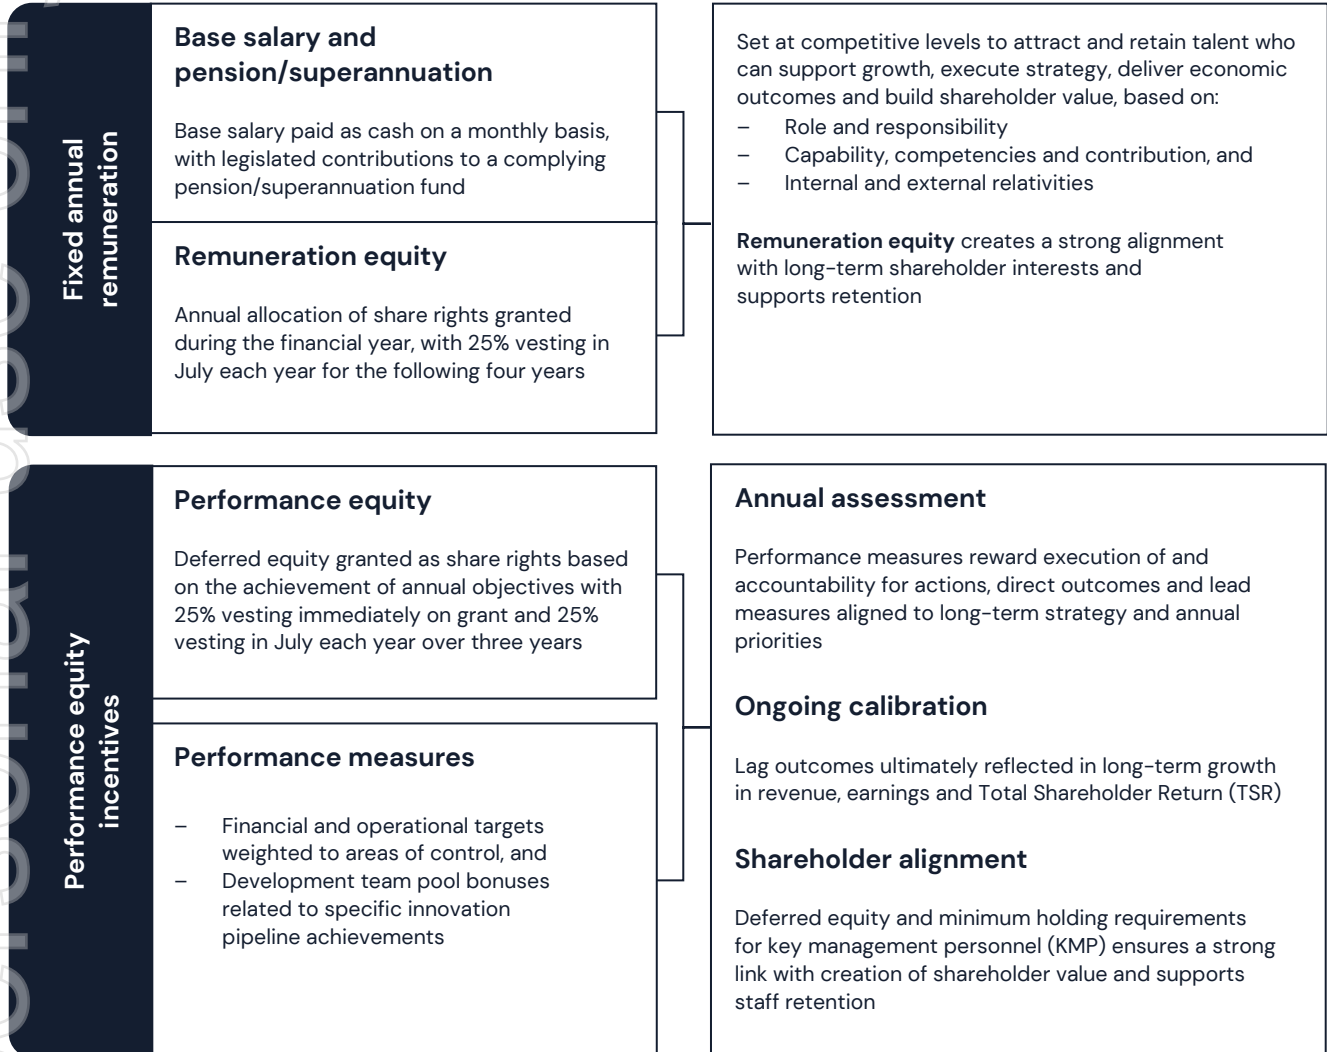 Fixed annual
remuneration
Base salary and
pension/superannuation
Base salary paid as cash on a monthly basis,
with legislated contributions to a complying
pension/superannuation fund
Remuneration equity
Annual allocation of share rights granted
during the financial year, with 25% vesting in
July each year for the following four years
Set at competitive levels to attract and retain talent who
can support growth, execute strategy, deliver economic
outcomes and build shareholder value, based on:
– Role and responsibility
– Capability, competencies and contribution, and
– Internal and external relativities
Remuneration equity creates a strong alignment
with long-term shareholder interests and
supports retention
Performance equity
incentives
Performance equity
Deferred equity granted as share rights based
on the achievement of annual objectives with
25% vesting immediately on grant and 25%
vesting in July each year over three years
Performance measures
– Financial and operational targets
weighted to areas of control, and
– Development team pool bonuses
related to specific innovation
pipeline achievements
Annual assessment
Performance measures reward execution of and
accountability for actions, direct outcomes and lead
measures aligned to long-term strategy and annual
priorities
Ongoing calibration
Lag outcomes ultimately reflected in long-term growth
in revenue, earnings and Total Shareholder Return (TSR)
Shareholder alignment
Deferred equity and minimum holding requirements
for key management personnel (KMP) ensures a strong
link with creation of shareholder value and supports
staff retention